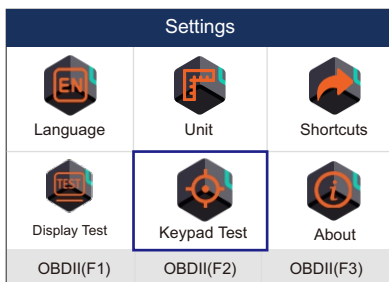 Settings
EN
Language
Unit
Shortcuts
TEST
Display Test
Keypad Test
i
About
OBDII(F1)
OBDII(F2)
OBDII(F3)